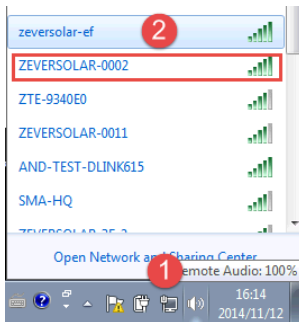 zeversolar-ef
2
ZEVERSOLAR-0002
ZTE-9340E0
ZEVERSOLAR-0011
AND-TEST-DLINK615
SMA-HQ
Open Network and Sharing Center
1
emote Audio: 100%
16:14
2014/11/12